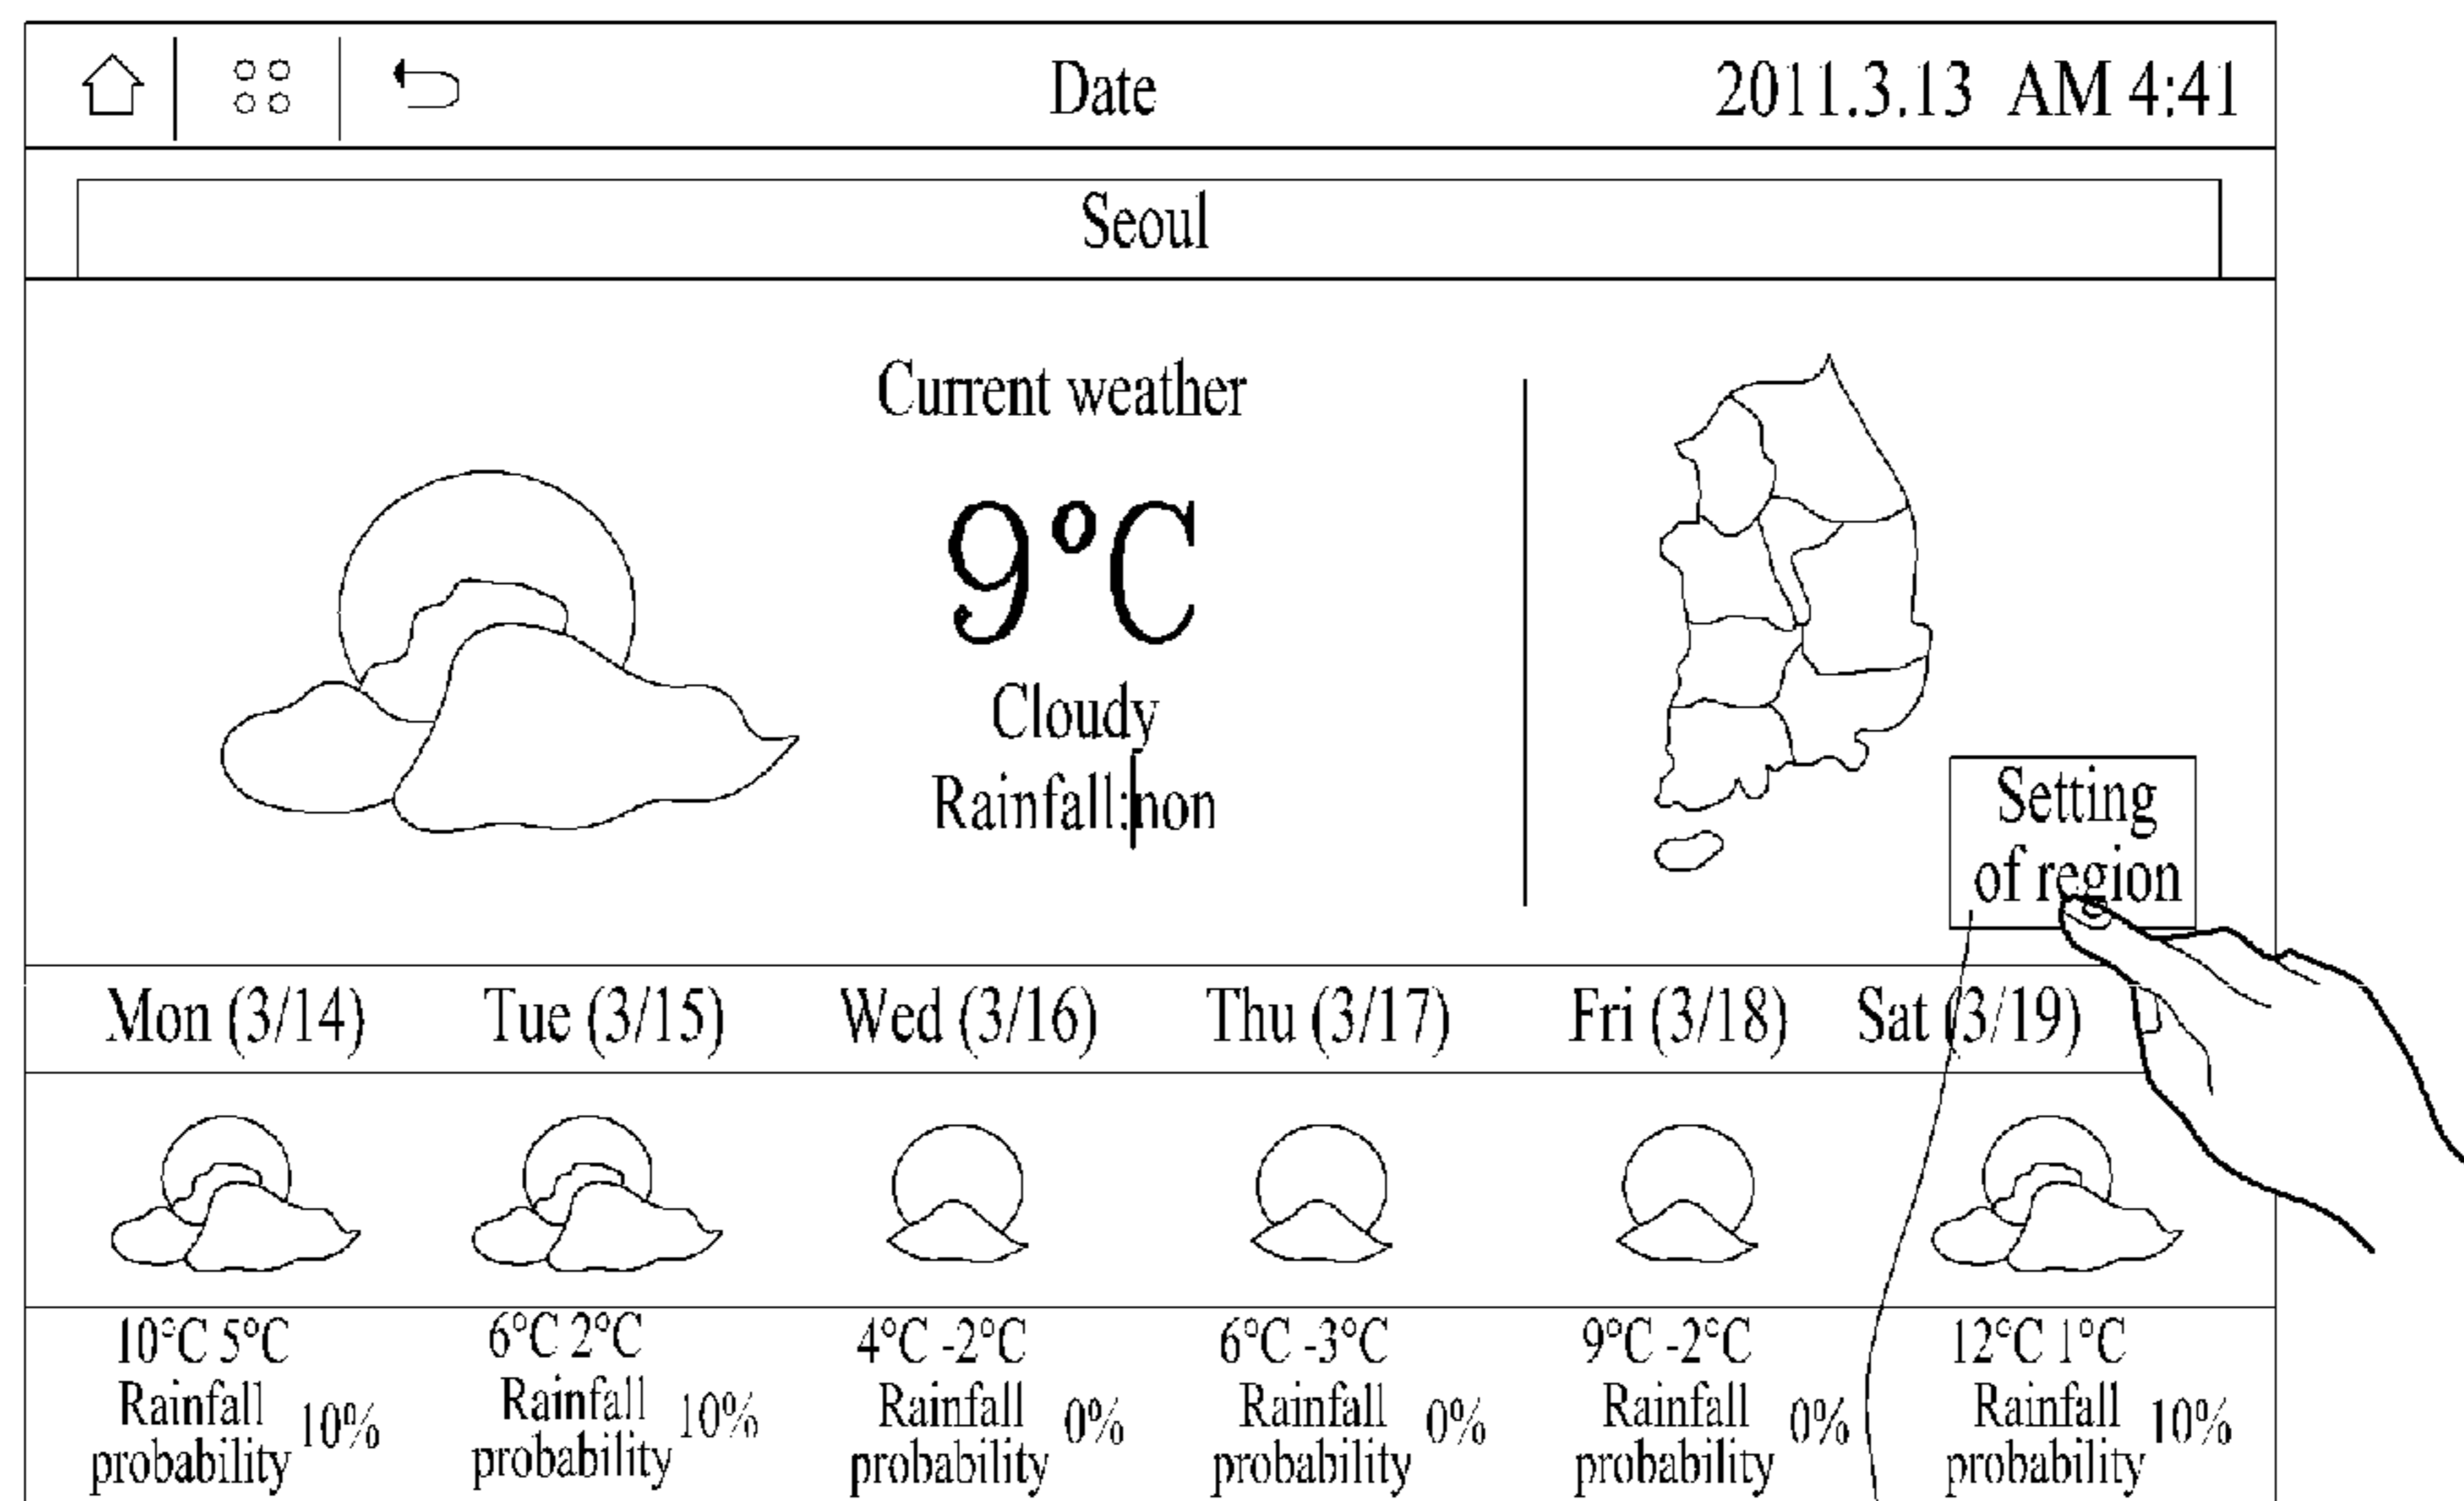 Date
2011.3.13 AM 4:41
Seoul
Current weather
9°C
Cloudy
Rainfall:non
Setting
of region
Mon (3/14) Tue (3/15) Wed (3/16) Thu (3/17) Fri (3/18) Sat (3/19)
10°C 5°C 6°C 2°C 4°C -2°C 6°C -3°C 9°C -2°C 12°C 1°C
Rainfall probability 10% Rainfall probability 10% Rainfall probability 0% Rainfall probability 0% Rainfall probability 0% Rainfall probability 10%